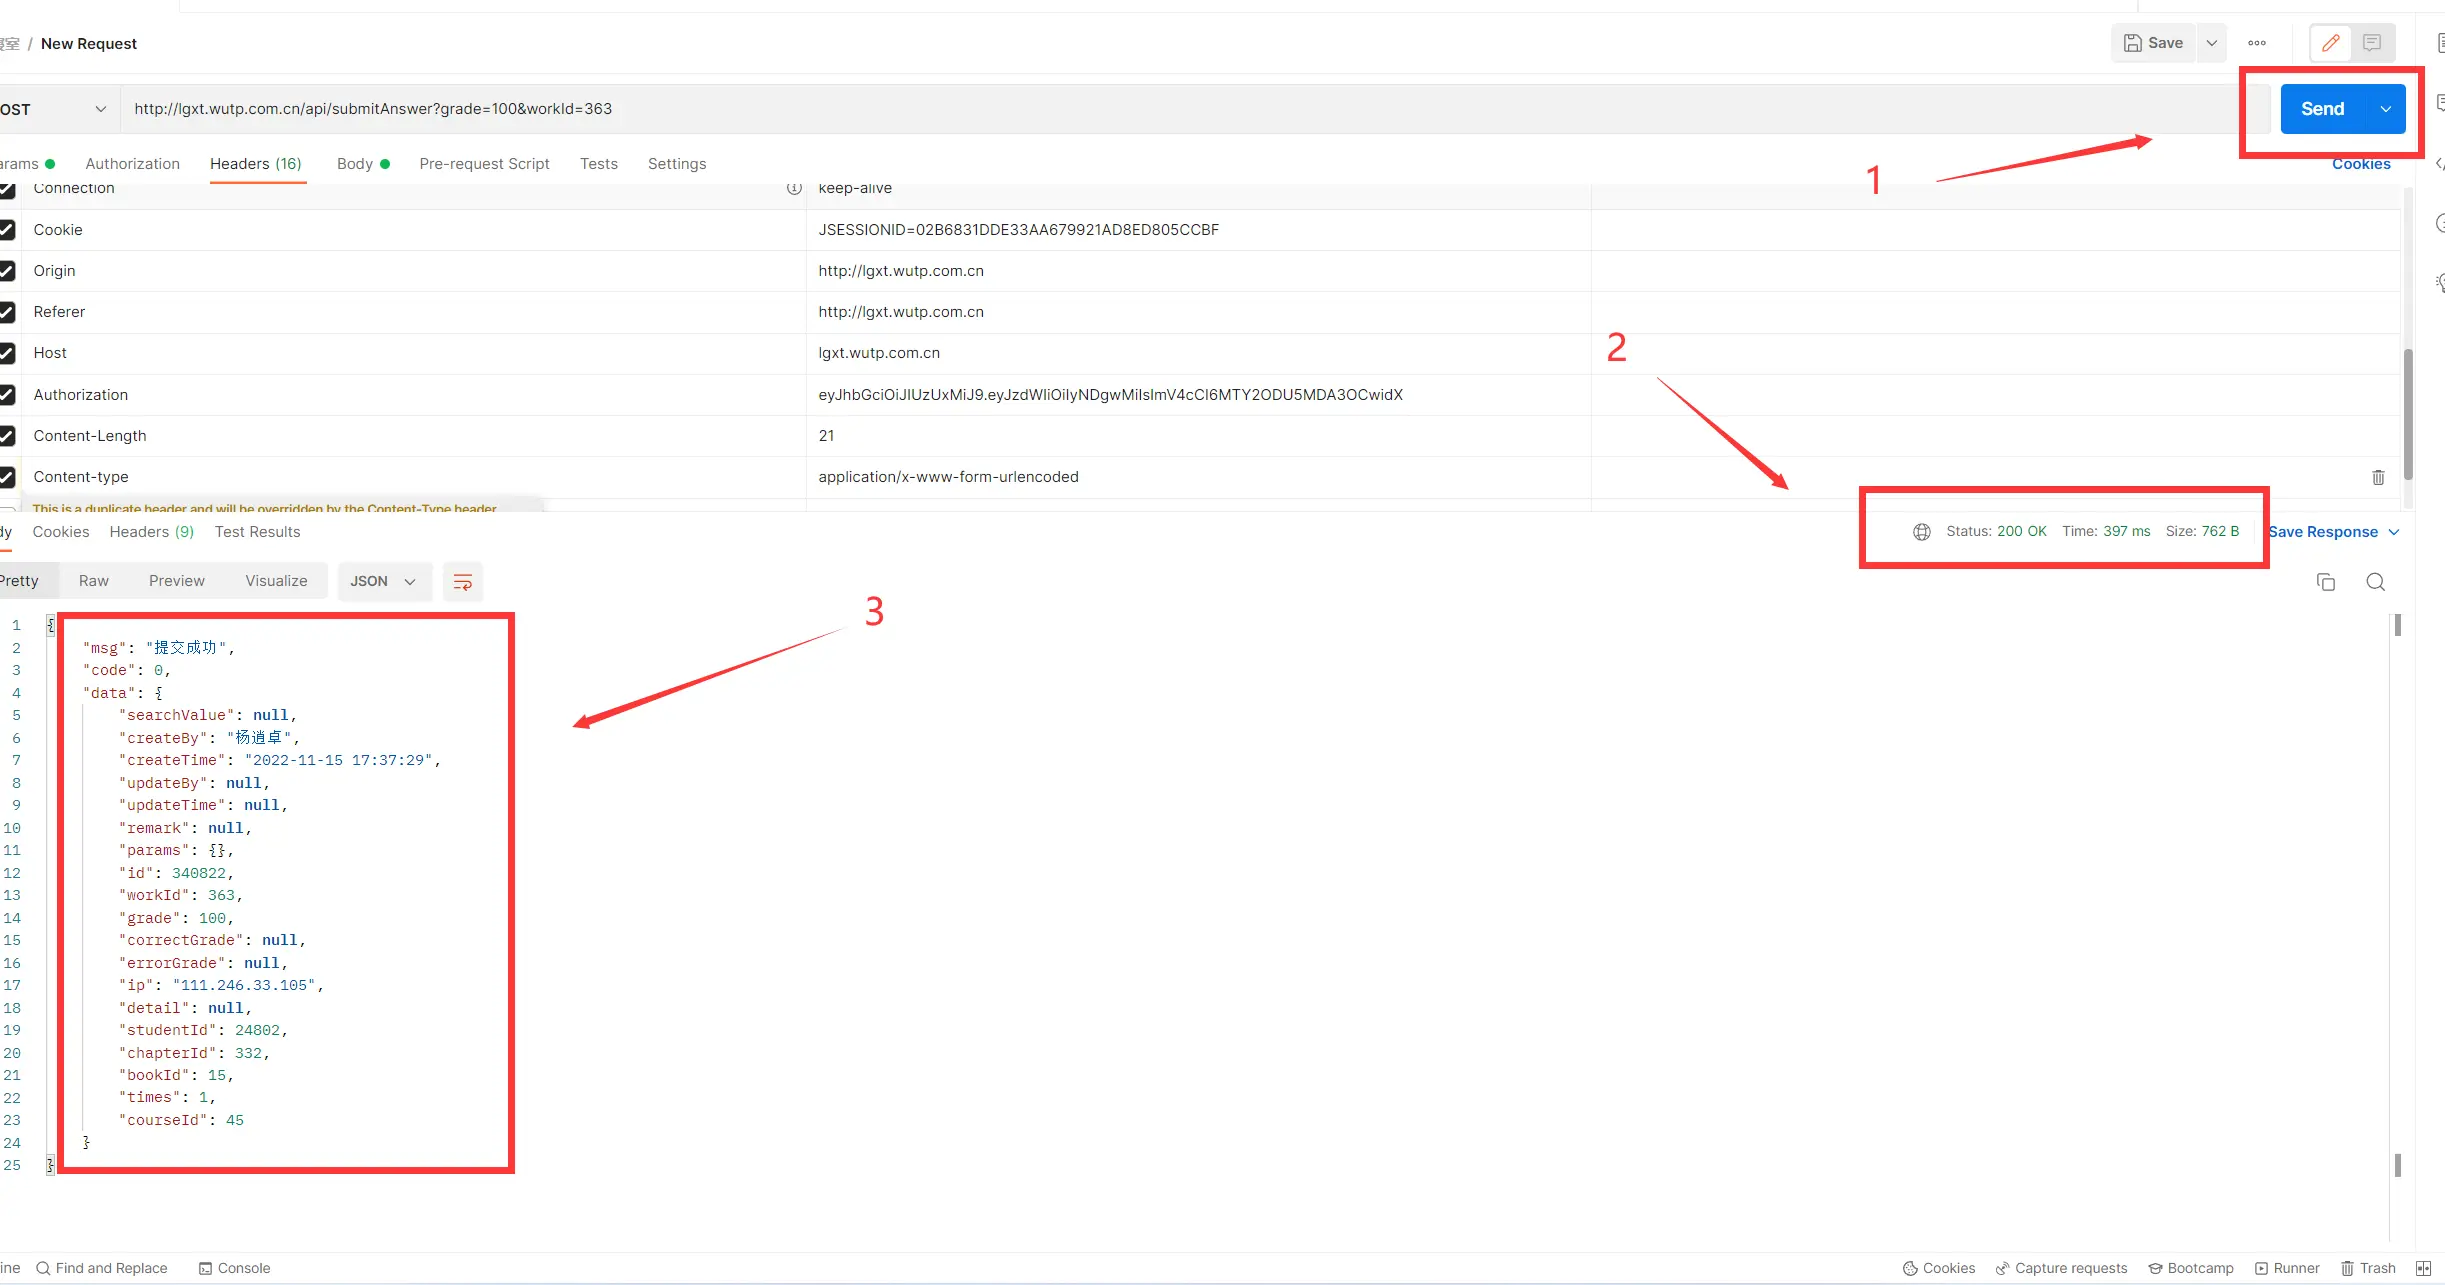 寝室 / New Request
Save
OST
http://lgxt.wutp.com.cn/api/submitAnswer?grade=100&workId=363
Send
arams Authorization Headers (16) Body Pre-request Script Tests Settings
Cookies
1
Connection keep-alive
Cookie JSESSIONID=02B6831DDE33AA679921AD8ED805CCBF
Origin http://lgxt.wutp.com.cn
Referer http://lgxt.wutp.com.cn
2
Host lgxt.wutp.com.cn
Authorization
Content-Length 21
Content-type application/x-www-form-urlencoded
This is a duplicate header and will be overridden by the Content-Type header
dy Cookies Headers (9) Test Results
Status: 200 OK Time: 397 ms Size: 762 B Save Response
Pretty Raw Preview Visualize JSON
3
1 {
2 "msg": "提交成功",
3 "code": 0,
4 "data": {
5 "searchValue": null,
6 "createBy": "杨逍卓",
7 "createTime": "2022-11-15 17:37:29",
8 "updateBy": null,
9 "updateTime": null,
10 "remark": null,
11 "params": {},
12 "id": 340822,
13 "workId": 363,
14 "grade": 100,
15 "correctGrade": null,
16 "errorGrade": null,
17 "ip": "111.246.33.105",
18 "detail": null,
19 "studentId": 24802,
20 "chapterId": 332,
21 "bookId": 15,
22 "times": 1,
23 "courseId": 45
24 }
25 }
ine Find and Replace Console
Cookies Capture requests Bootcamp Runner Trash